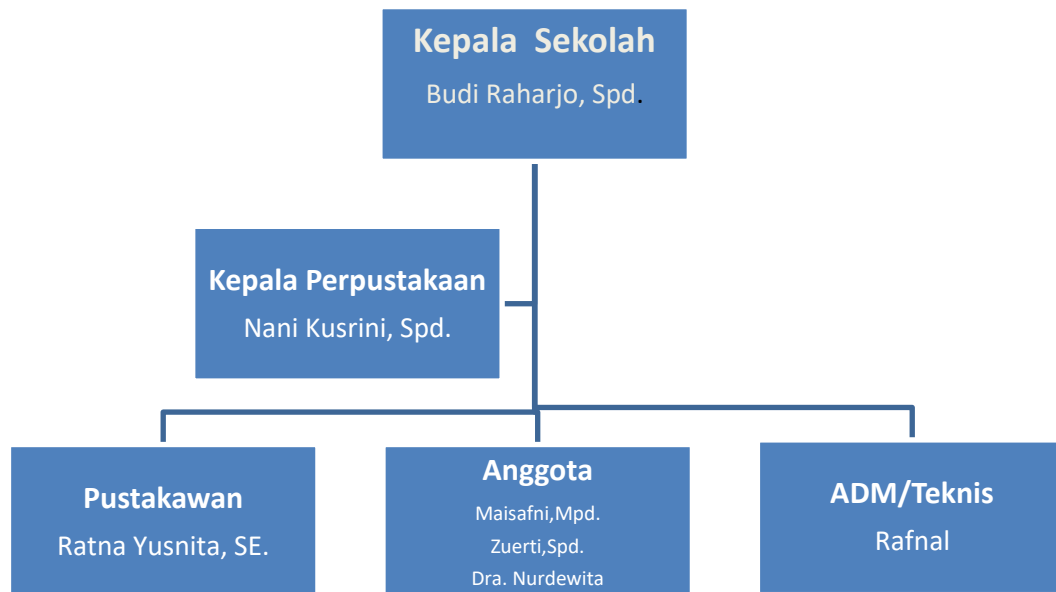 Kepala Sekolah
Budi Raharjo, Spd.
Kepala Perpustakaan
Nani Kusrini, Spd.
Pustakawan
Ratna Yusnita, SE.
Anggota
Maisafni,Mpd.
Zuerti,Spd.
Dra. Nurdewita
ADM/Teknis
Rafnal